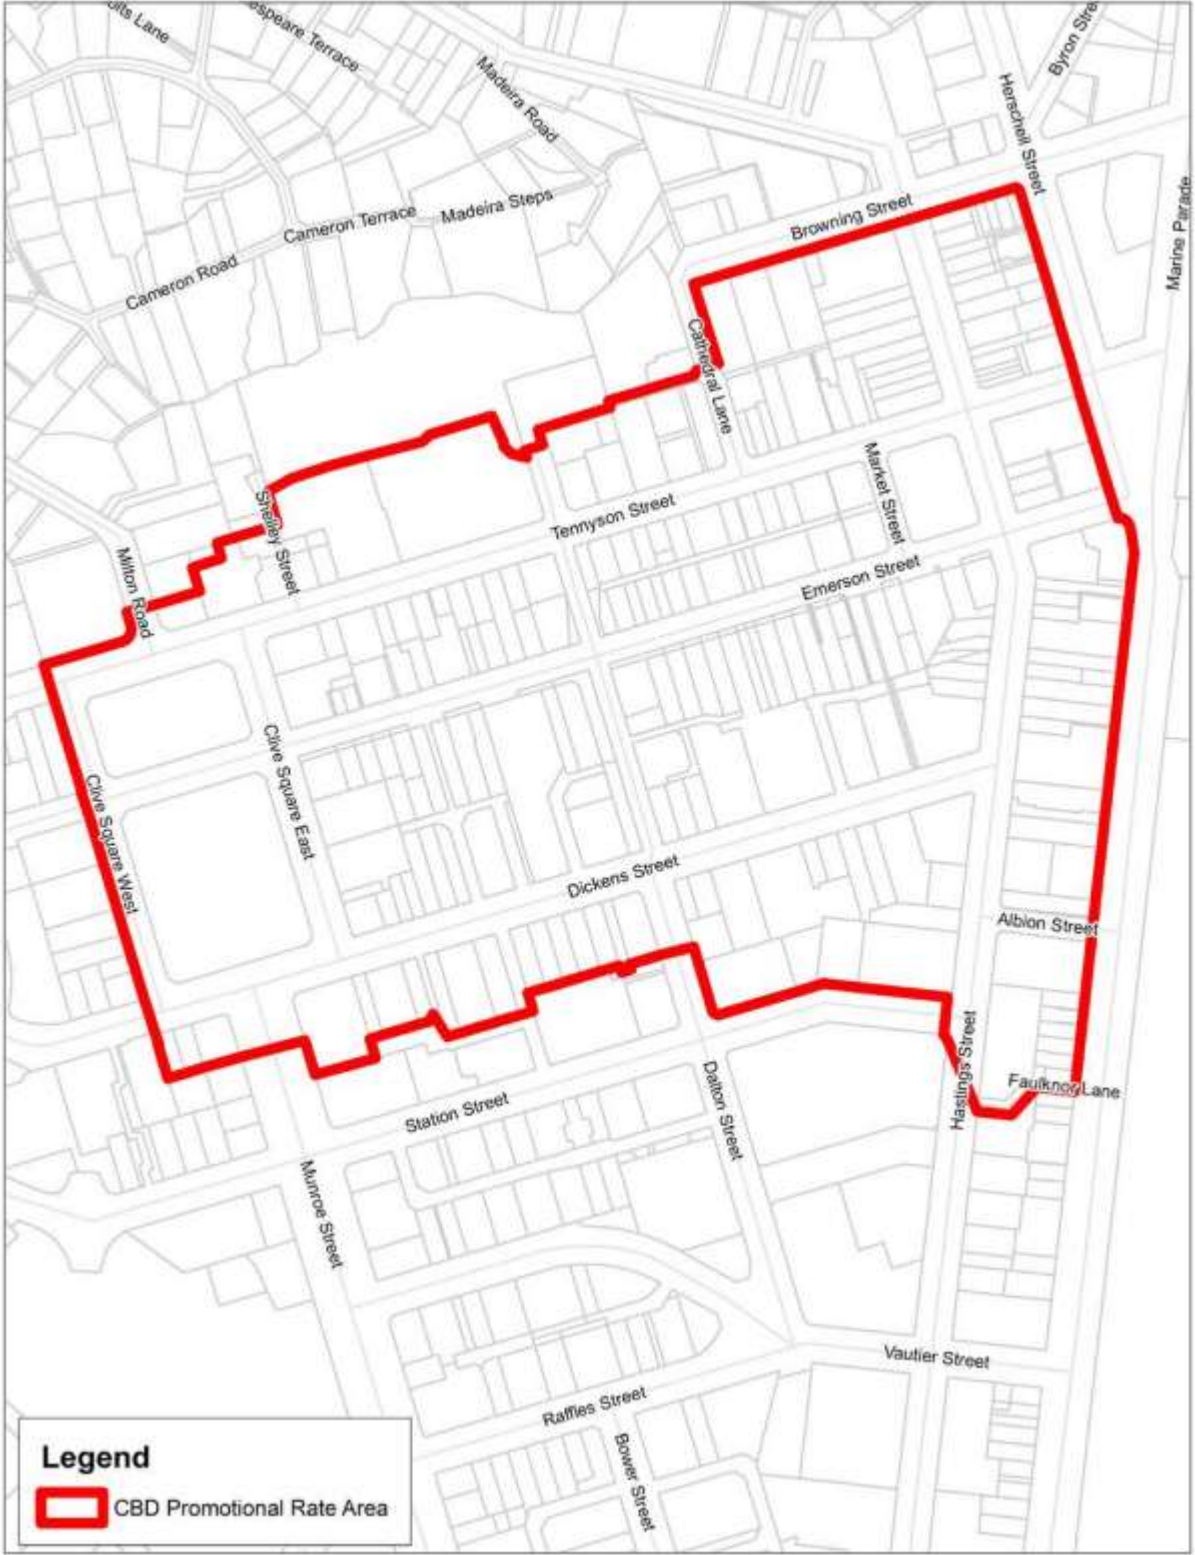 Herschell Street
Madeira Road
Marine Parade
Browning Street
Madeira Steps
Cameron Terrace
Cameron Road
Cathedral Lane
Market Street
Tennyson Street
Shelley Street
Milton Road
Emerson Street
Clive Square East
Clive Square West
Dickens Street
Albion Street
Hastings Street
Faulknor Lane
Station Street
Dalton Street
Munroe Street
Vautier Street
Raffles Street
Bower Street
Legend
CBD Promotional Rate Area